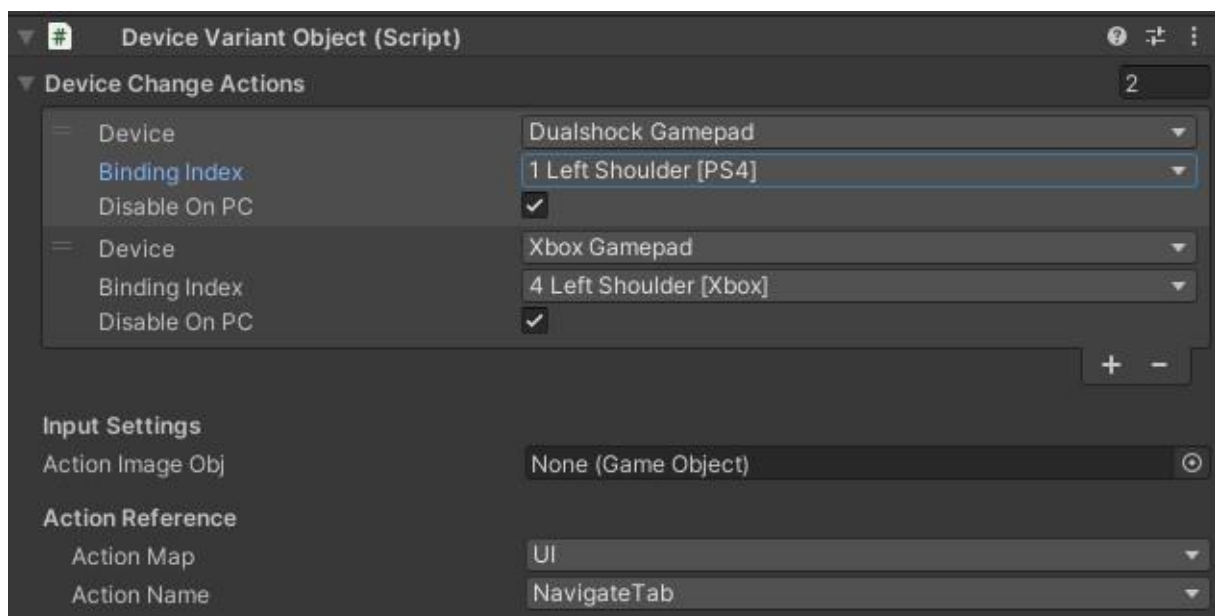 # Device Variant Object (Script)
Device Change Actions 2
Device Dualshock Gamepad
Binding Index 1 Left Shoulder [PS4]
Disable On PC
Device Xbox Gamepad
Binding Index 4 Left Shoulder [Xbox]
Disable On PC
+ -
Input Settings
Action Image Obj None (Game Object)
Action Reference
Action Map UI
Action Name NavigateTab